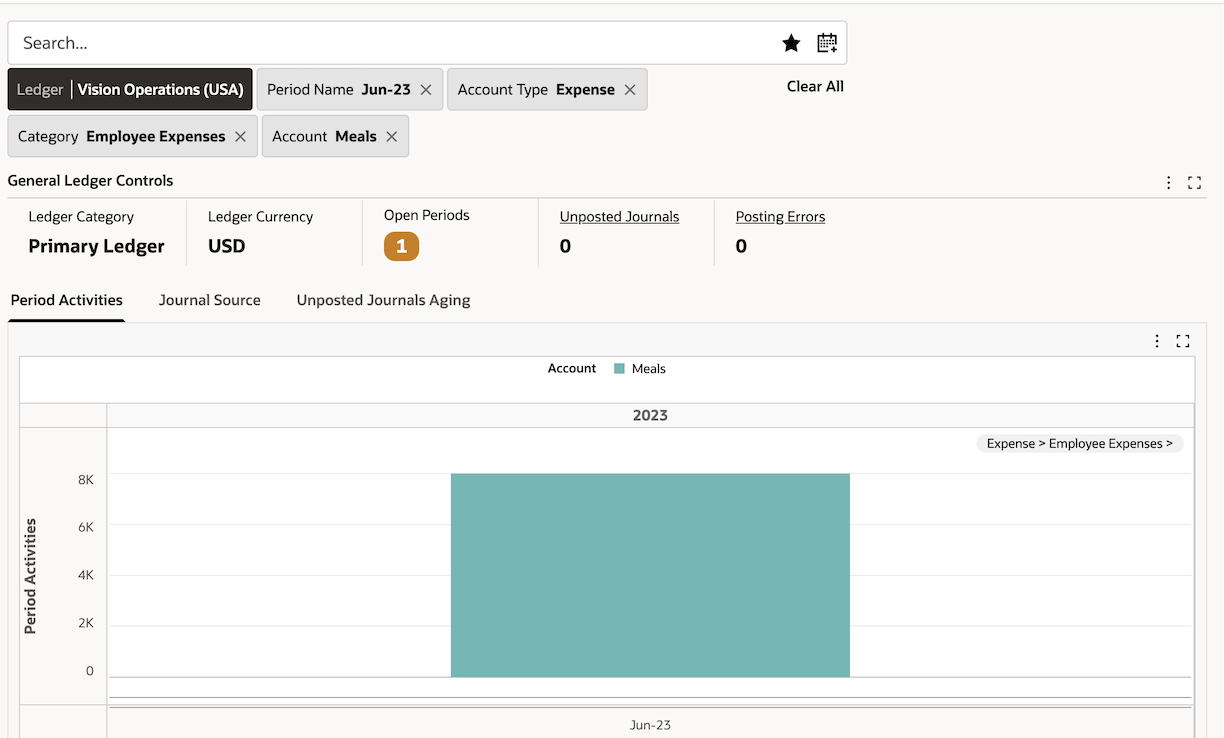 Search...
Ledger Vision Operations (USA) Period Name Jun-23 Account Type Expense Clear All
Category Employee Expenses Account Meals
General Ledger Controls
Ledger Category Ledger Currency Open Periods Unposted Journals Posting Errors
Primary Ledger USD 1 0 0
Period Activities Journal Source Unposted Journals Aging
Account Meals
2023
Expense > Employee Expenses >
8K
6K
4K
2K
0
Period Activities
Jun-23